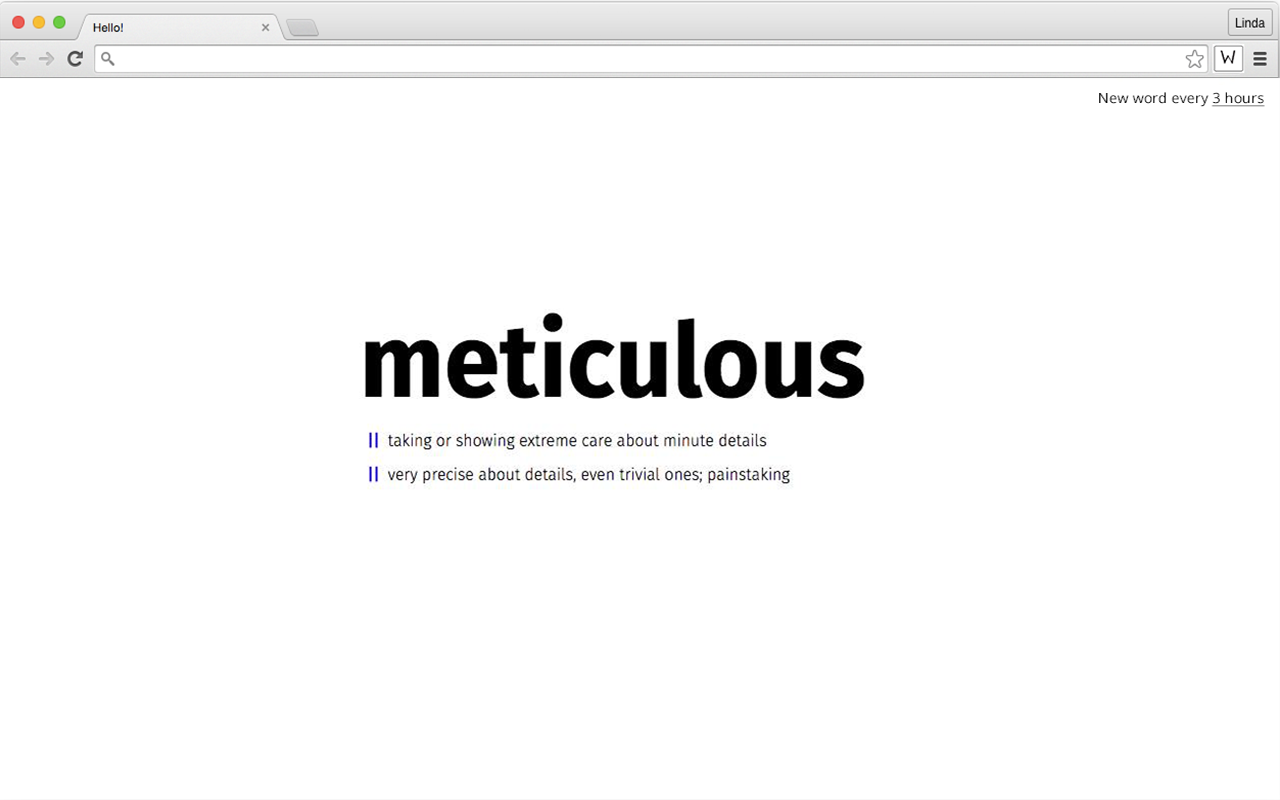 Hello!
Linda
W
New word every 3 hours
meticulous
|| taking or showing extreme care about minute details
|| very precise about details, even trivial ones; painstaking